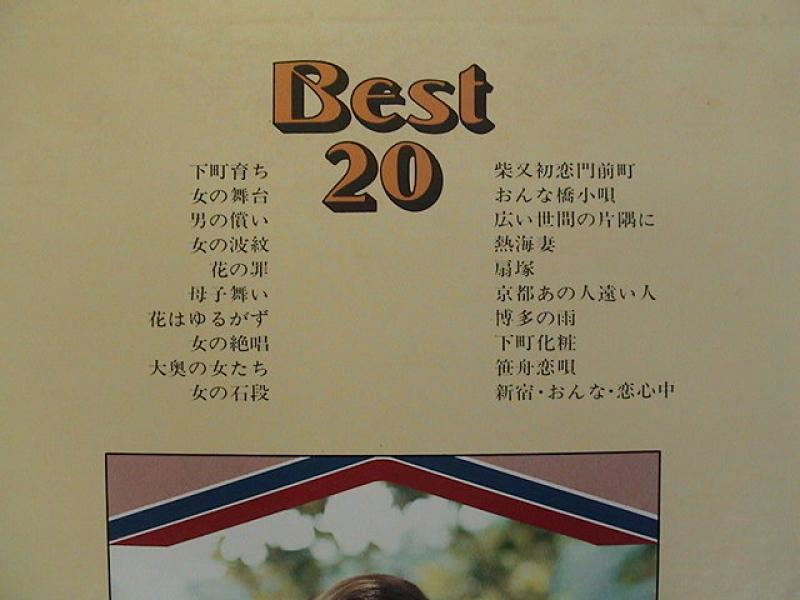 Best
20
下町育ち
女の舞台
男の償い
女の波紋
花の罪
母子舞い
花はゆるがず
女の絶唱
大奥の女たち
女の石段
柴又初恋門前町
おんな橋小唄
広い世間の片隅に
熱海妻
扇塚
京都あの人遠い人
博多の雨
下町化粧
笹舟恋唄
新宿・おんな・恋心中